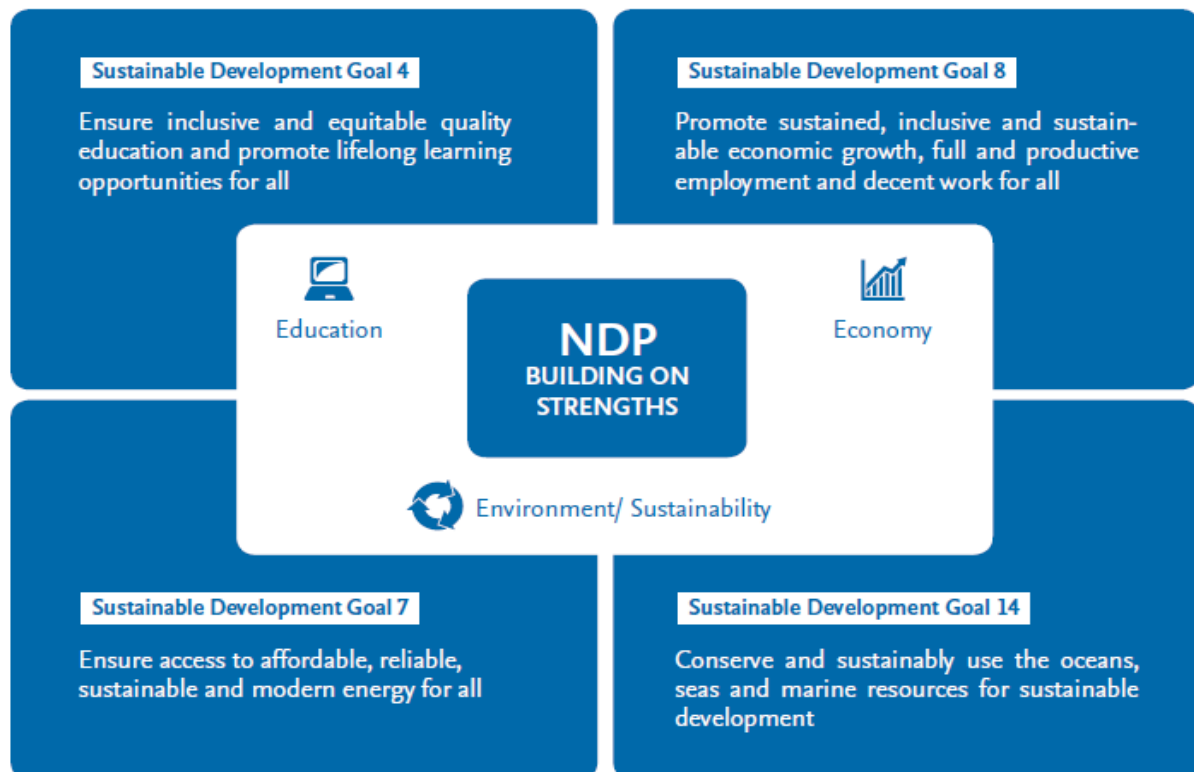 Sustainable Development Goal 4
Ensure inclusive and equitable quality
education and promote lifelong learning
opportunities for all
Sustainable Development Goal 8
Promote sustained, inclusive and sustain-
able economic growth, full and productive
employment and decent work for all
Education
NDP
BUILDING ON
STRENGTHS
Economy
Environment/ Sustainability
Sustainable Development Goal 7
Ensure access to affordable, reliable,
sustainable and modern energy for all
Sustainable Development Goal 14
Conserve and sustainably use the oceans,
seas and marine resources for sustainable
development